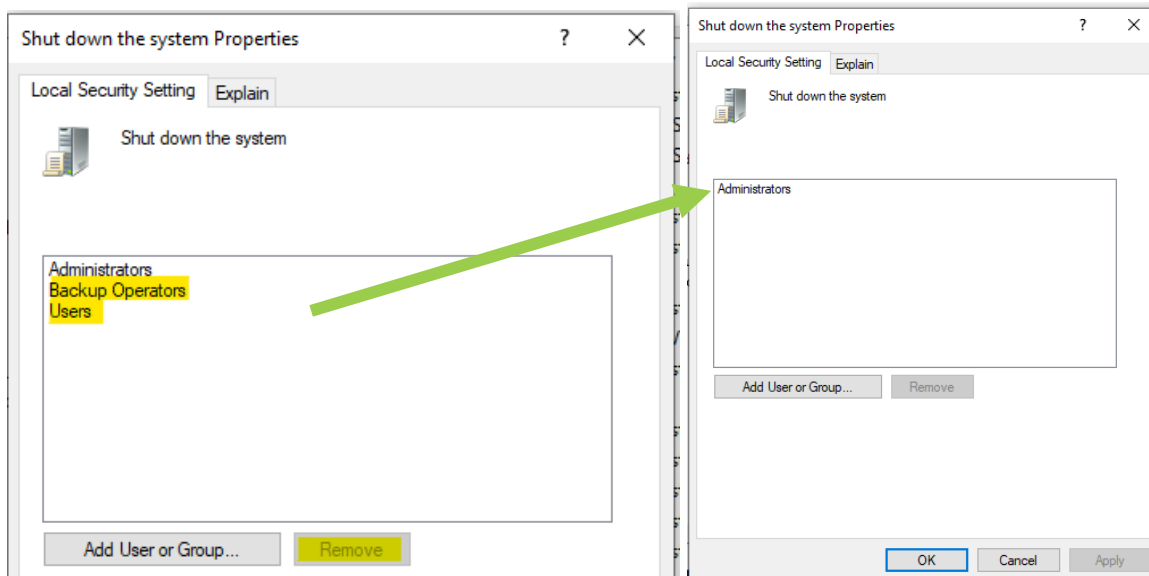 Shut down the system Properties
?
Local Security Setting
Explain
Shut down the system
Administrators
Backup Operators
Users
Add User or Group...
Remove
Shut down the system Properties
?
Local Security Setting
Explain
Shut down the system
Administrators
Add User or Group...
Remove
OK
Cancel
Apply